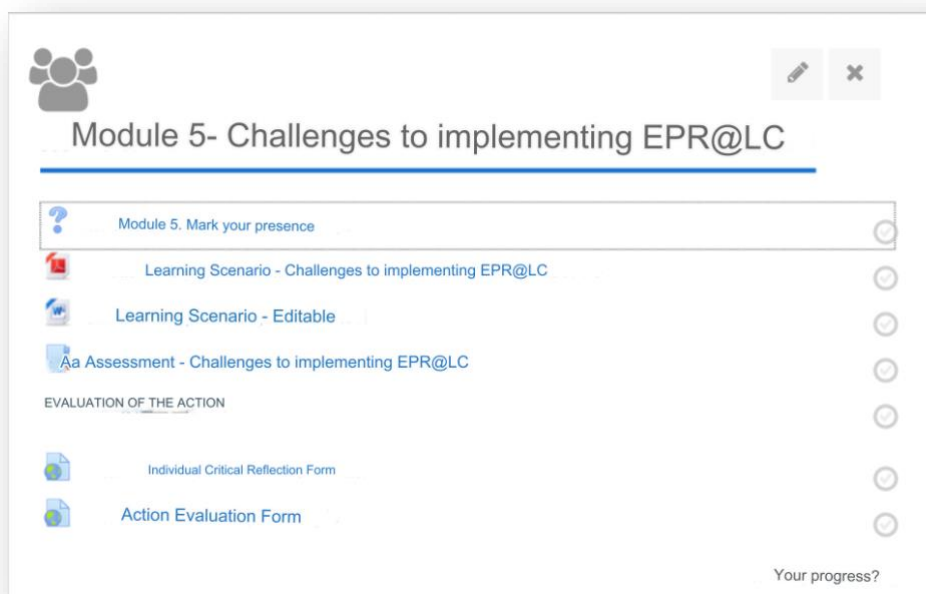 Module 5- Challenges to implementing EPR@LC
Module 5. Mark your presence
Learning Scenario - Challenges to implementing EPR@LC
Learning Scenario - Editable
Aa Assessment - Challenges to implementing EPR@LC
EVALUATION OF THE ACTION
Individual Critical Reflection Form
Action Evaluation Form
Your progress?